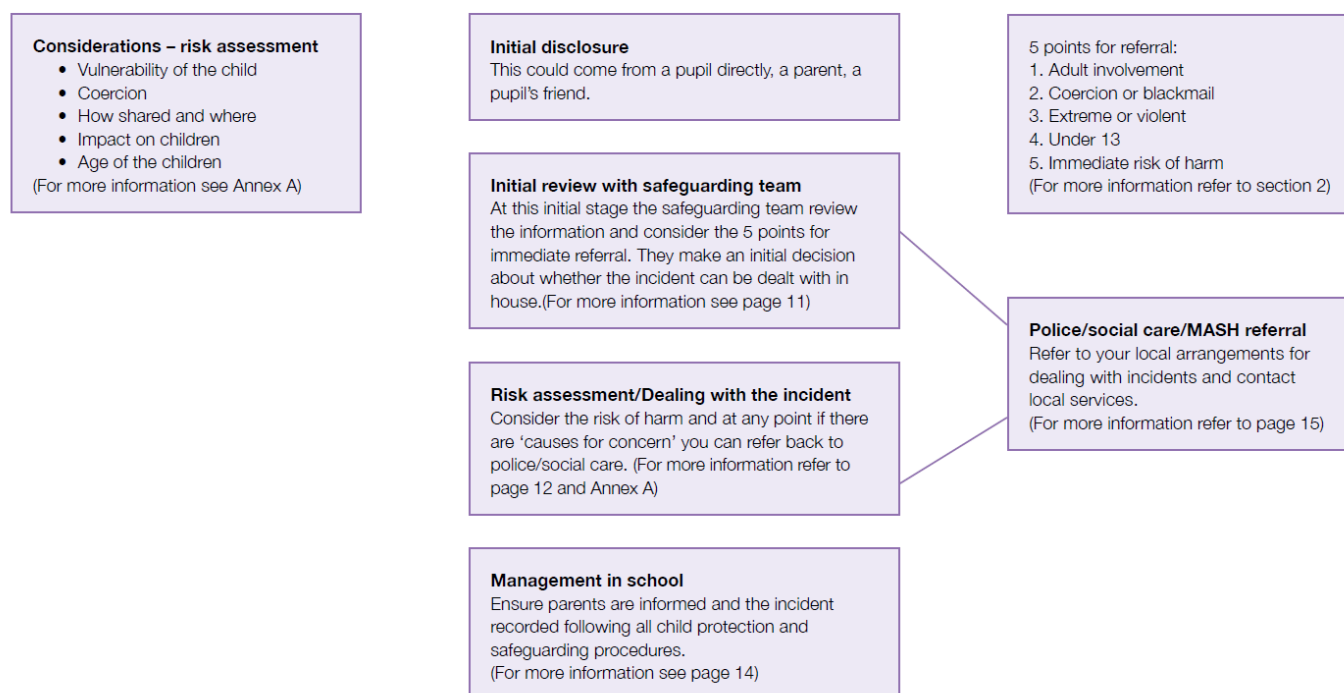 Considerations – risk assessment
• Vulnerability of the child
• Coercion
• How shared and where
• Impact on children
• Age of the children
(For more information see Annex A)
Initial disclosure
This could come from a pupil directly, a parent, a
pupil’s friend.
Initial review with safeguarding team
At this initial stage the safeguarding team review
the information and consider the 5 points for
immediate referral. They make an initial decision
about whether the incident can be dealt with in
house.(For more information see page 11)
Risk assessment/Dealing with the incident
Consider the risk of harm and at any point if there
are ‘causes for concern’ you can refer back to
police/social care. (For more information refer to
page 12 and Annex A)
Management in school
Ensure parents are informed and the incident
recorded following all child protection and
safeguarding procedures.
(For more information see page 14)
5 points for referral:
1. Adult involvement
2. Coercion or blackmail
3. Extreme or violent
4. Under 13
5. Immediate risk of harm
(For more information refer to section 2)
Police/social care/MASH referral
Refer to your local arrangements for
dealing with incidents and contact
local services.
(For more information refer to page 15)